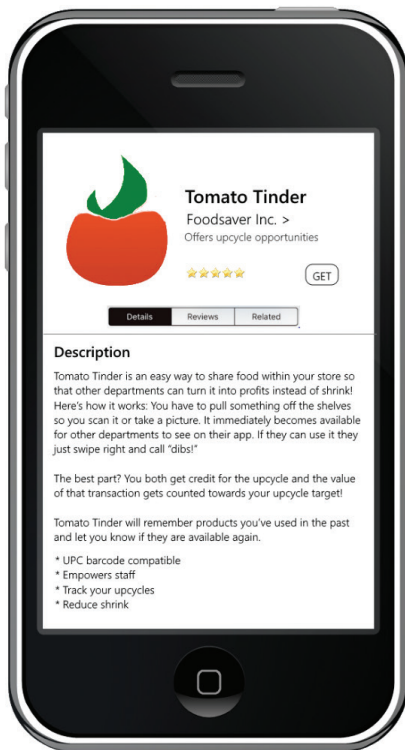 Tomato Tinder
Foodsaver Inc. >
Offers upcycle opportunities
GET
Details Reviews Related
Description
Tomato Tinder is an easy way to share food within your store so
that other departments can turn it into profits instead of shrink!
Here's how it works: You have to pull something off the shelves
so you scan it or take a picture. It immediately becomes available
for other departments to see on their app. If they can use it they
just swipe right and call "dibs!"
The best part? You both get credit for the upcycle and the value
of that transaction gets counted towards your upcycle target!
Tomato Tinder will remember products you've used in the past
and let you know if they are available again.
* UPC barcode compatible
* Empowers staff
* Track your upcycles
* Reduce shrink